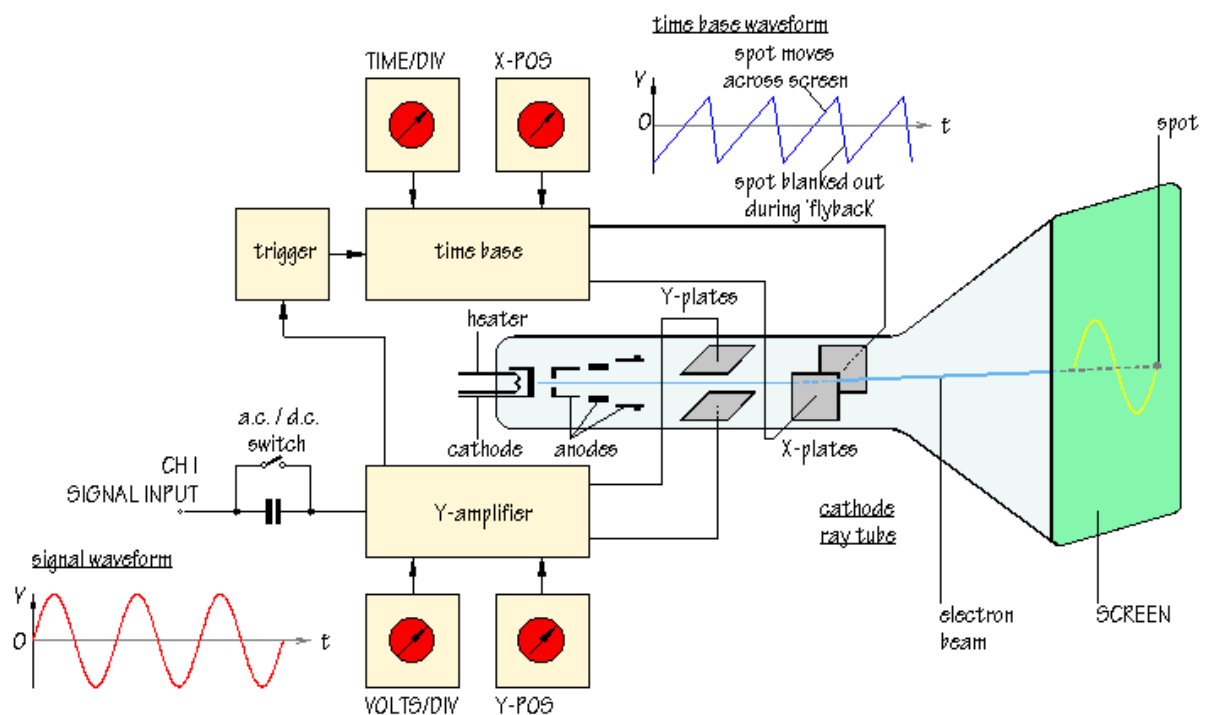 time base waveform
TIME/DIV
X-POS
spot moves
across screen
V
O
t
spot
spot blanked out
during 'flyback'
trigger
time base
Y-plates
heater
a.c. / d.c.
switch
cathode
anodes
X-plates
CH I
SIGNAL INPUT
Y-amplifier
cathode
ray tube
signal waveform
V
O
t
electron
beam
SCREEN
VOLTS/DIV
Y-POS